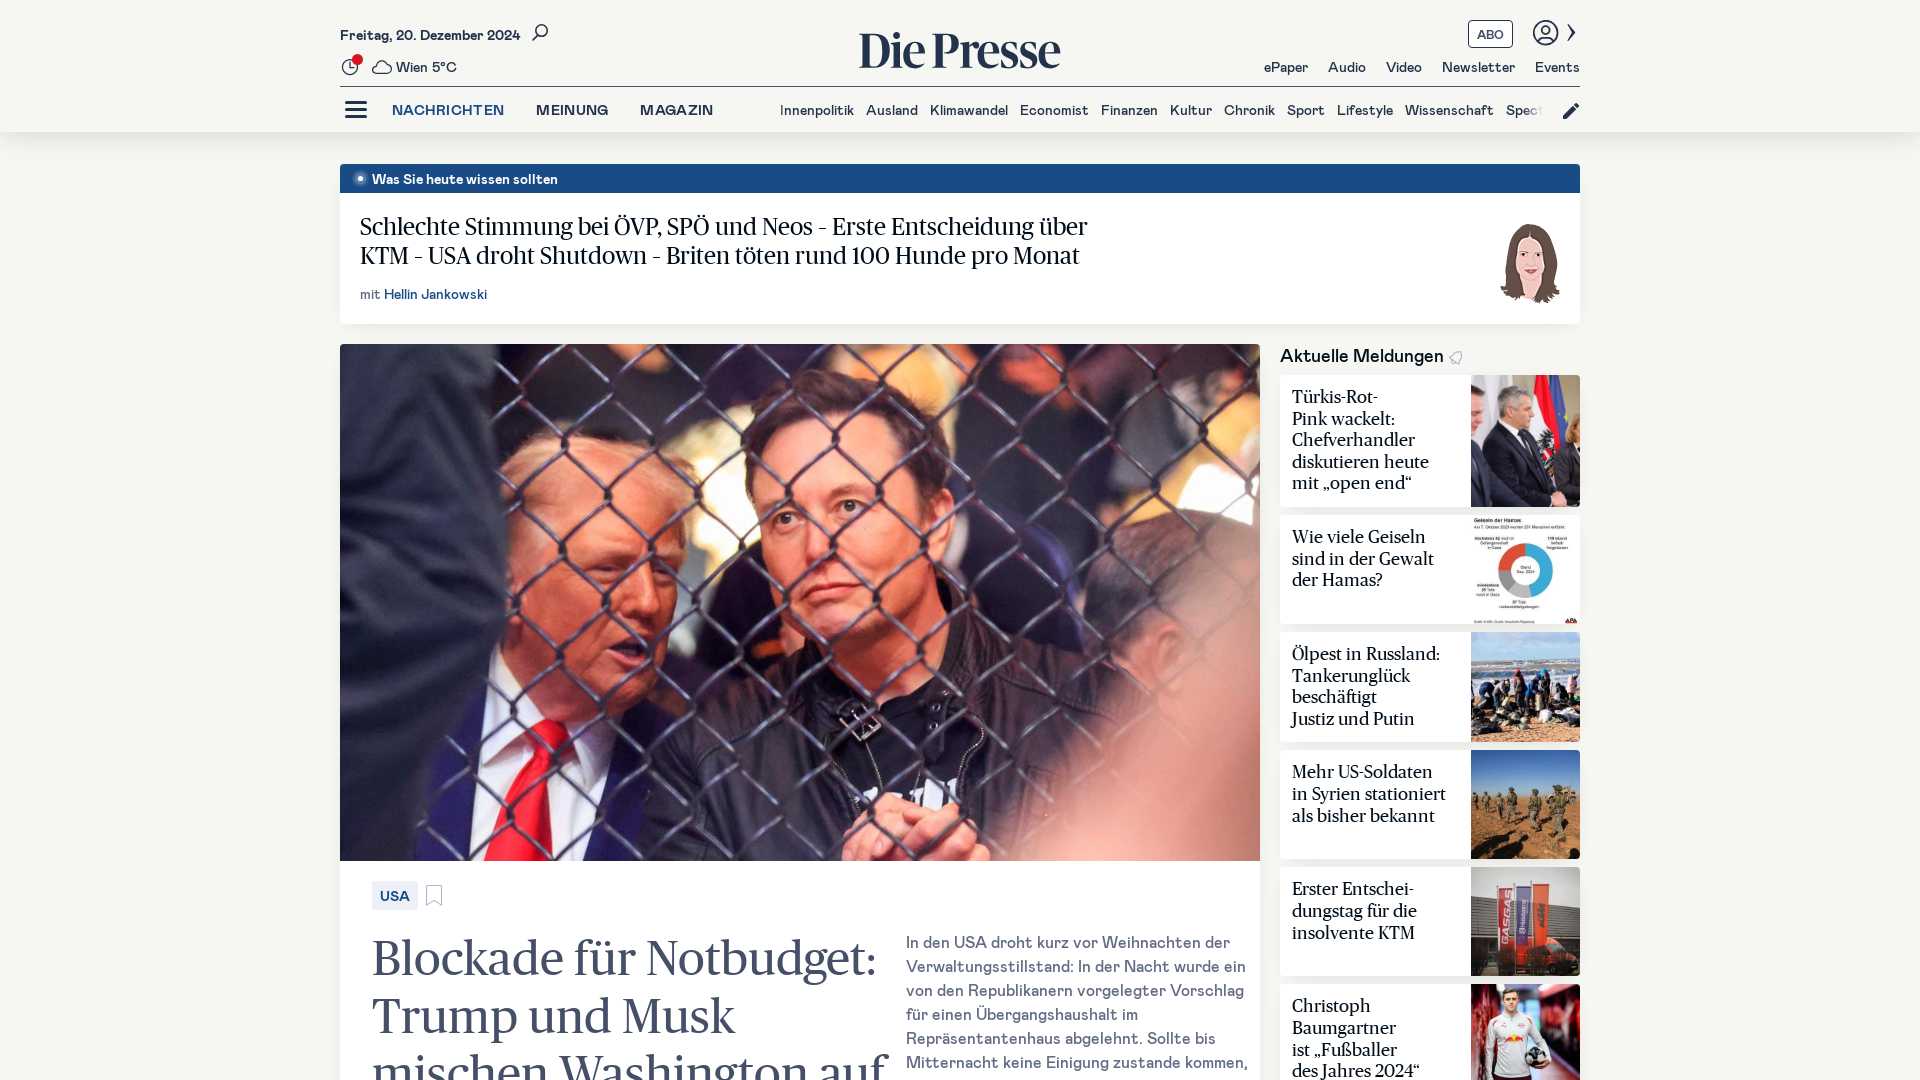 Freitag, 20. Dezember 2024
Wien 5°C
Die Presse
ABO
ePaper Audio Video Newsletter Events
NACHRICHTEN MEINUNG MAGAZIN
Innenpolitik Ausland Klimawandel Economist Finanzen Kultur Chronik Sport Lifestyle Wissenschaft Spect
Was Sie heute wissen sollten
Schlechte Stimmung bei ÖVP, SPÖ und Neos – Erste Entscheidung über
KTM – USA droht Shutdown – Briten töten rund 100 Hunde pro Monat
mit Hellin Jankowski
USA
Blockade für Notbudget:
Trump und Musk
mischen Washington auf
In den USA droht kurz vor Weihnachten der
Verwaltungsstillstand: In der Nacht wurde ein
von den Republikanern vorgelegter Vorschlag
für einen Übergangshaushalt im
Repräsentantenhaus abgelehnt. Sollte bis
Mitternacht keine Einigung zustande kommen,
Aktuelle Meldungen
Türkis-Rot-
Pink wackelt:
Chefverhandler
diskutieren heute
mit „open end“
Wie viele Geiseln
sind in der Gewalt
der Hamas?
Geiseln der Hamas
Ölpest in Russland:
Tankerunglück
beschäftigt
Justiz und Putin
Mehr US-Soldaten
in Syrien stationiert
als bisher bekannt
Erster Entschei-
dungstag für die
insolvente KTM
GASGAS
KTM
Christoph
Baumgartner
ist „Fußballer
des Jahres 2024“